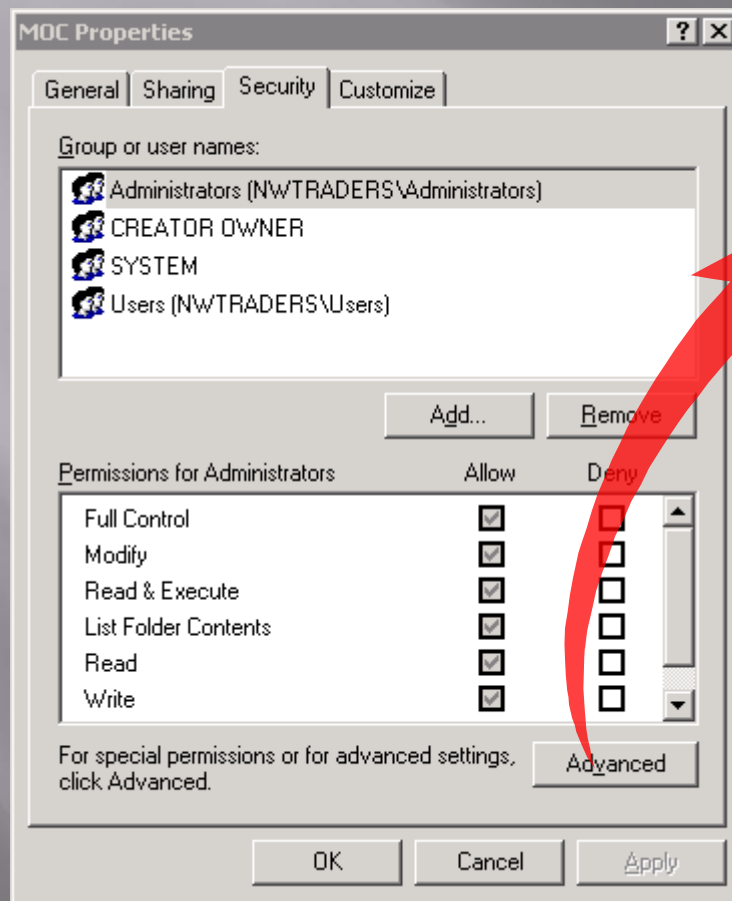 MOC Properties
General Sharing Security Customize
Group or user names:
Administrators (NWTRADERS\Administrators)
CREATOR OWNER
SYSTEM
Users (NWTRADERS\Users)
Add... Remove
Permissions for Administrators Allow Deny
Full Control
Modify
Read & Execute
List Folder Contents
Read
Write
For special permissions or for advanced settings, Advanced
click Advanced.
OK Cancel Apply